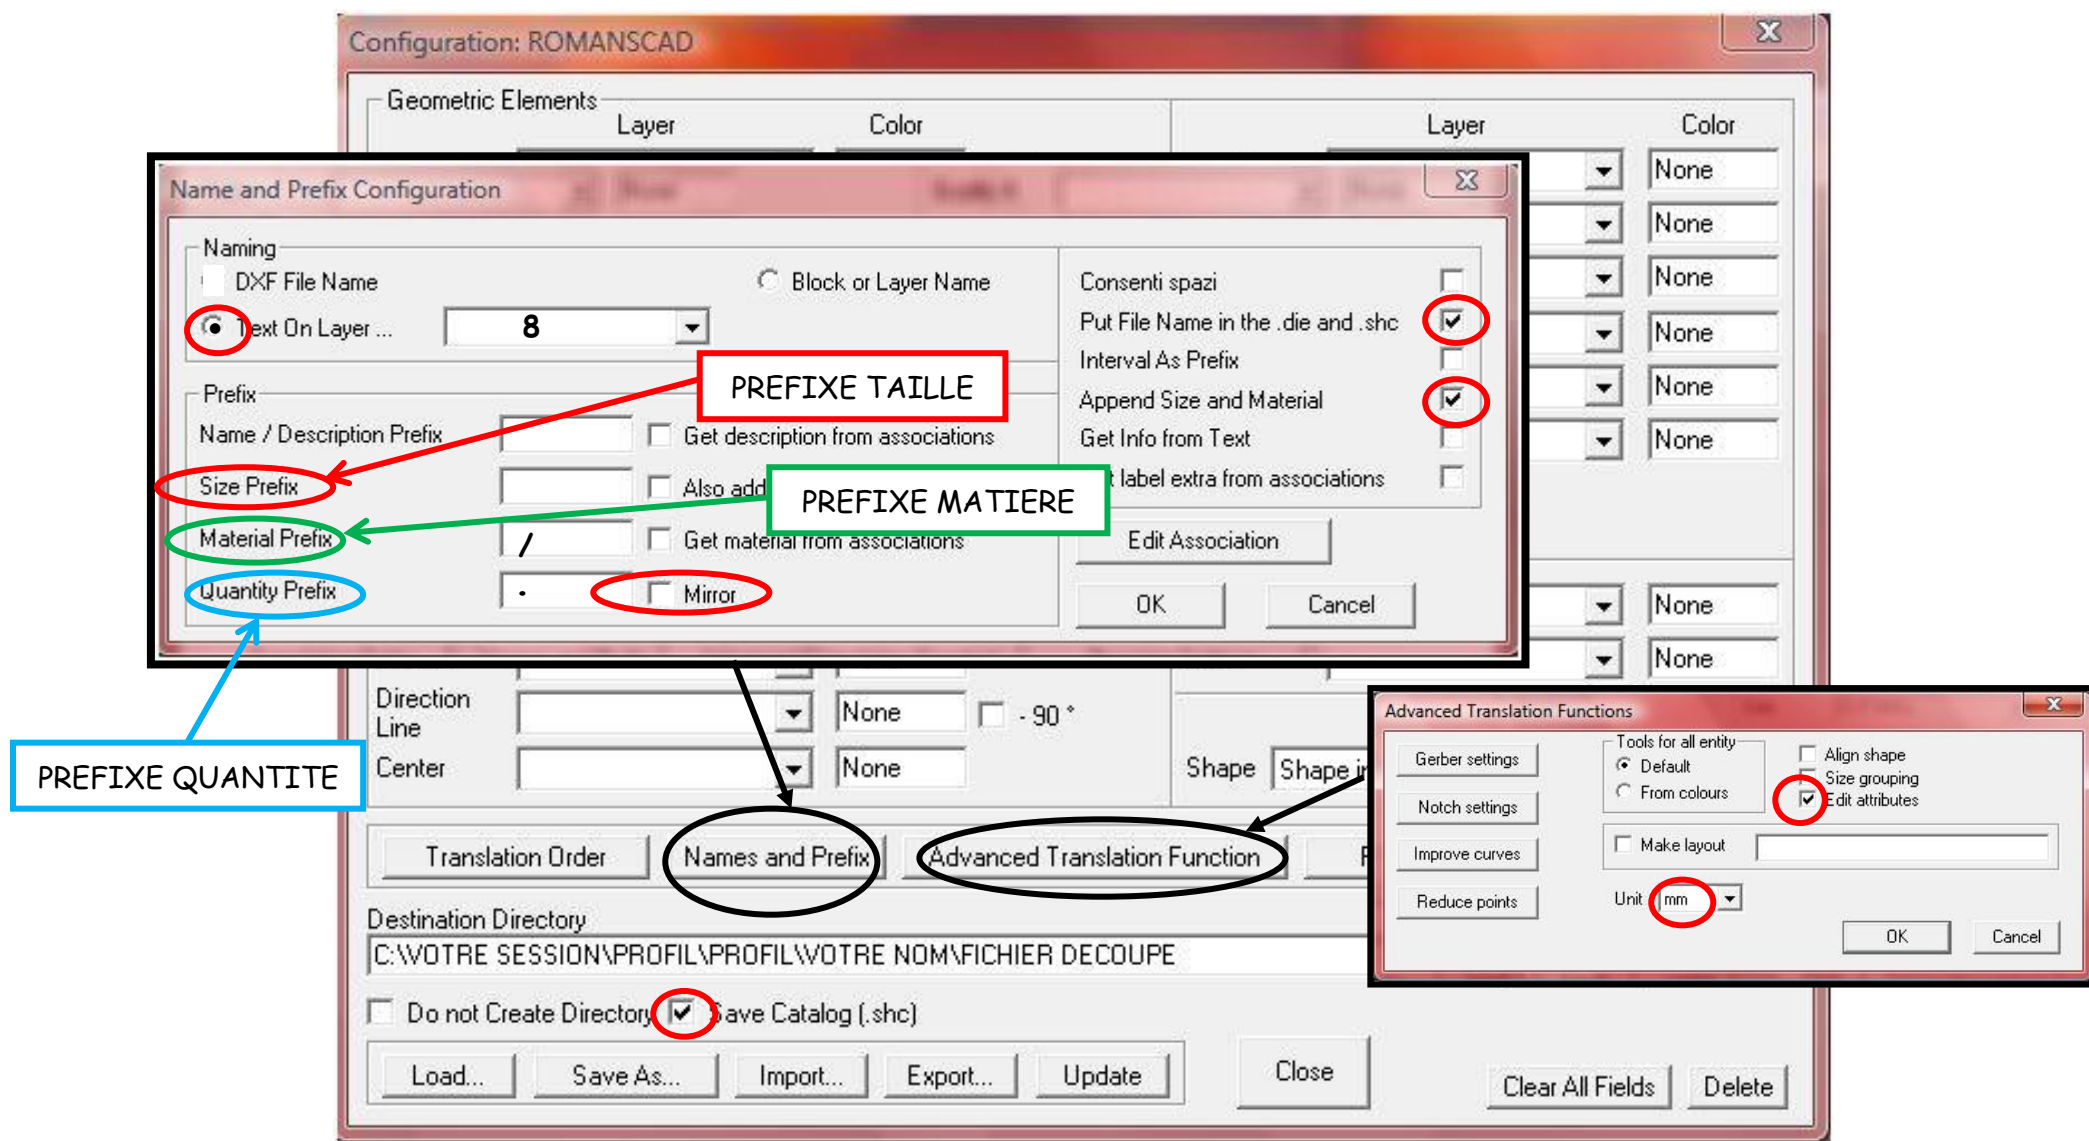 Configuration: ROMANSCAD
Geometric Elements
Layer Color Layer Color
None
None
None
None
None
None
Name and Prefix Configuration
Naming
DXF File Name
Block or Layer Name
Text On Layer ... 8
Consenti spazi
Put File Name in the .die and .shc
Interval As Prefix
Append Size and Material
Get Info from Text
label extra from associations
Prefix
PREFIXE TAILLE
Name / Description Prefix
Get description from associations
Size Prefix
Also add
PREFIXE MATIERE
Material Prefix /
Get material from associations
Quantity Prefix .
Mirror
Edit Association
OK Cancel
None
None
PREFIXE QUANTITE
Direction
Line
None - 90 °
Center None
Shape Shape in
Advanced Translation Functions
Gerber settings
Notch settings
Improve curves
Reduce points
Tools for all entity
Default
From colours
Align shape
Size grouping
Edit attributes
Make layout
Unit mm
OK Cancel
Translation Order Names and Prefix Advanced Translation Function
Destination Directory
C:\VOTRE SESSION\PROFIL\PROFIL\VOTRE NOM\FICHIER DECOUPE
Do not Create Directory Save Catalog (.shc)
Load... Save As... Import... Export... Update Close Clear All Fields Delete